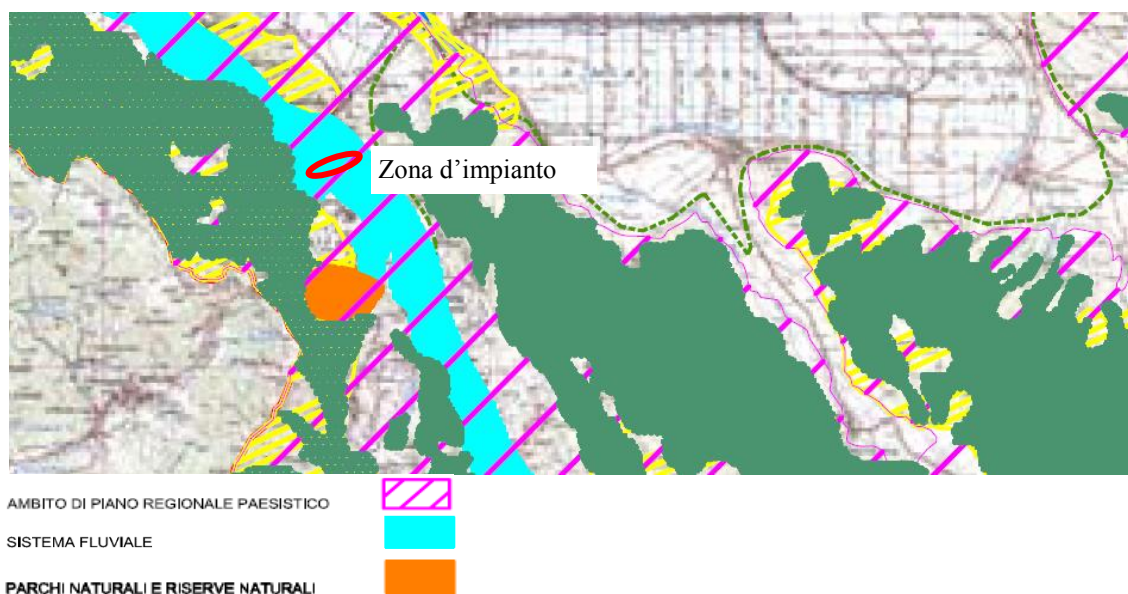 Zona d'impianto
AMBITO DI PIANO REGIONALE PAESISTICO
SISTEMA FLUVIALE
PARCHI NATURALI E RISERVE NATURALI